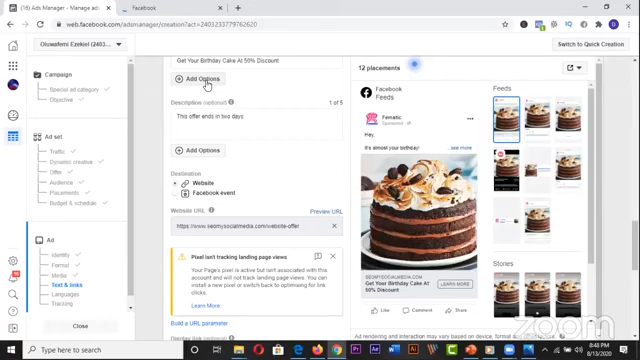 (16) Ads Manager - Creation
Facebook
web.facebook.com/adsmanager/creation?act=2403233779762620
Oluwafemi Ezekiel (2403...
Switch to Quick Creation
Campaign
Special ad category
Objective
Ad set
Traffic
Dynamic creative
Offer
Audience
Placements
Budget & schedule
Ad
Identity
Format
Media
Text & links
Languages
Tracking
Close
Get Your Birthday Cake At 50% Discount
Add Options
Description (optional)
1 of 5
This offer ends in two days
Add Options
Destination
Website
Facebook event
Website URL
Preview URL
https://www.seomysocialmedia.com/website-offer
Pixel isn't tracking landing page views
Your Page's pixel is active but isn't associated with this account and will not track landing page views. You can install a new pixel or switch back to optimising for link clicks.
Learn More
Build a URL parameter
Display link (optional)
12 placements
Facebook
Feeds
Fematic
Sponsored
Hey,
It's almost your birthday!
...see more
SEOMYSOCIALMEDIA.COM
Get Your Birthday Cake At 50% Discount
LEARN MORE
Like
Comment
Share
Feeds
Stories
Ad rendering and interaction may vary based on device, format
zoom
Type here to search
8:48 PM
8/13/2020